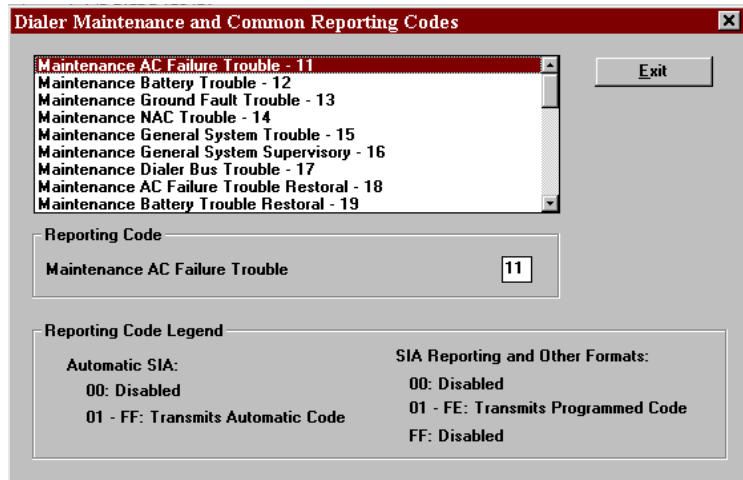 Dialer Maintenance and Common Reporting Codes
Maintenance AC Failure Trouble - 11
Maintenance Battery Trouble - 12
Maintenance Ground Fault Trouble - 13
Maintenance NAC Trouble - 14
Maintenance General System Trouble - 15
Maintenance General System Supervisory - 16
Maintenance Dialer Bus Trouble - 17
Maintenance AC Failure Trouble Restoral - 18
Maintenance Battery Trouble Restoral - 19
Exit
Reporting Code
Maintenance AC Failure Trouble 11
Reporting Code Legend
Automatic SIA:
00: Disabled
01 - FF: Transmits Automatic Code
SIA Reporting and Other Formats:
00: Disabled
01 - FE: Transmits Programmed Code
FF: Disabled